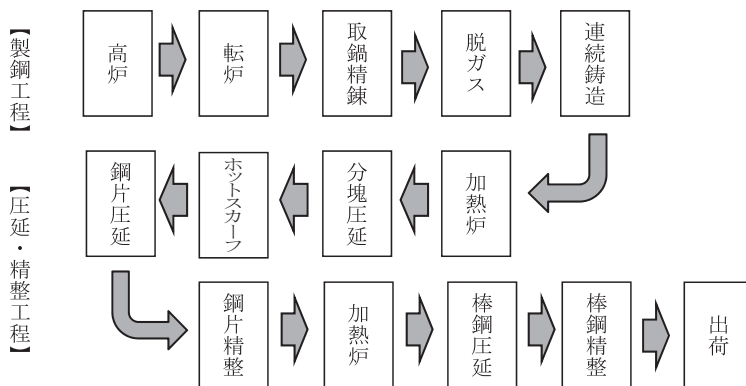 【製鋼工程】
高炉
転炉
取鍋精錬
脱ガス
連続鋳造
【圧延・精整工程】
加熱炉
分塊圧延
ホットスカーフ
鋼片圧延
鋼片精整
加熱炉
棒鋼圧延
棒鋼精整
出荷